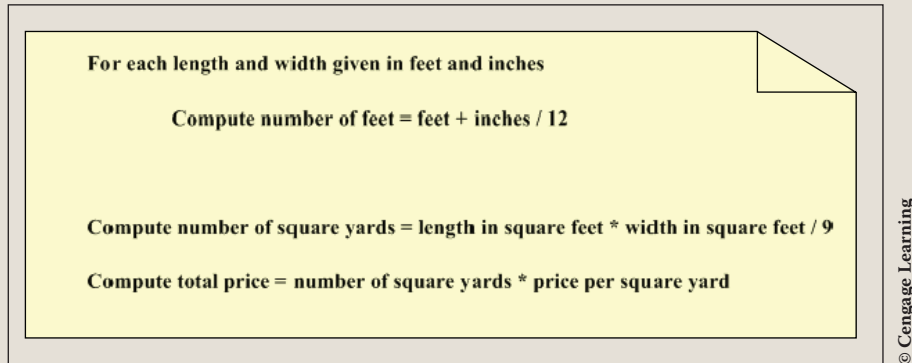 For each length and width given in feet and inches
Compute number of feet = feet + inches / 12
Compute number of square yards = length in square feet * width in square feet / 9
Compute total price = number of square yards * price per square yard
© Cengage Learning